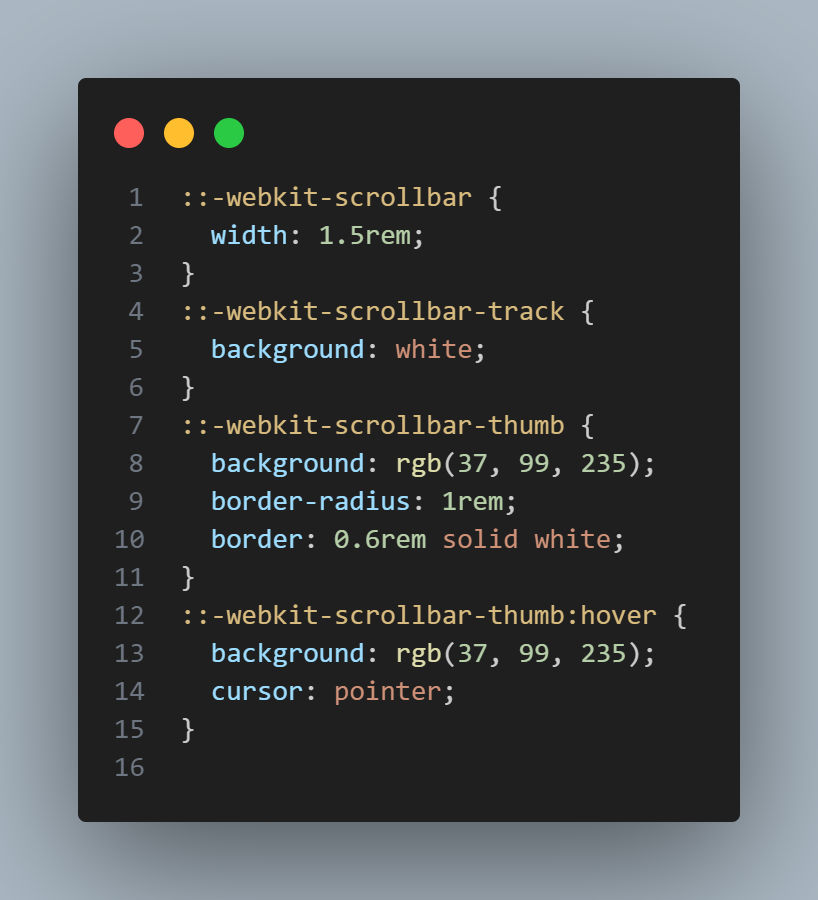 1 ::-webkit-scrollbar {
2   width: 1.5rem;
3 }
4 ::-webkit-scrollbar-track {
5   background: white;
6 }
7 ::-webkit-scrollbar-thumb {
8   background: rgb(37, 99, 235);
9   border-radius: 1rem;
10   border: 0.6rem solid white;
11 }
12 ::-webkit-scrollbar-thumb:hover {
13   background: rgb(37, 99, 235);
14   cursor: pointer;
15 }
16